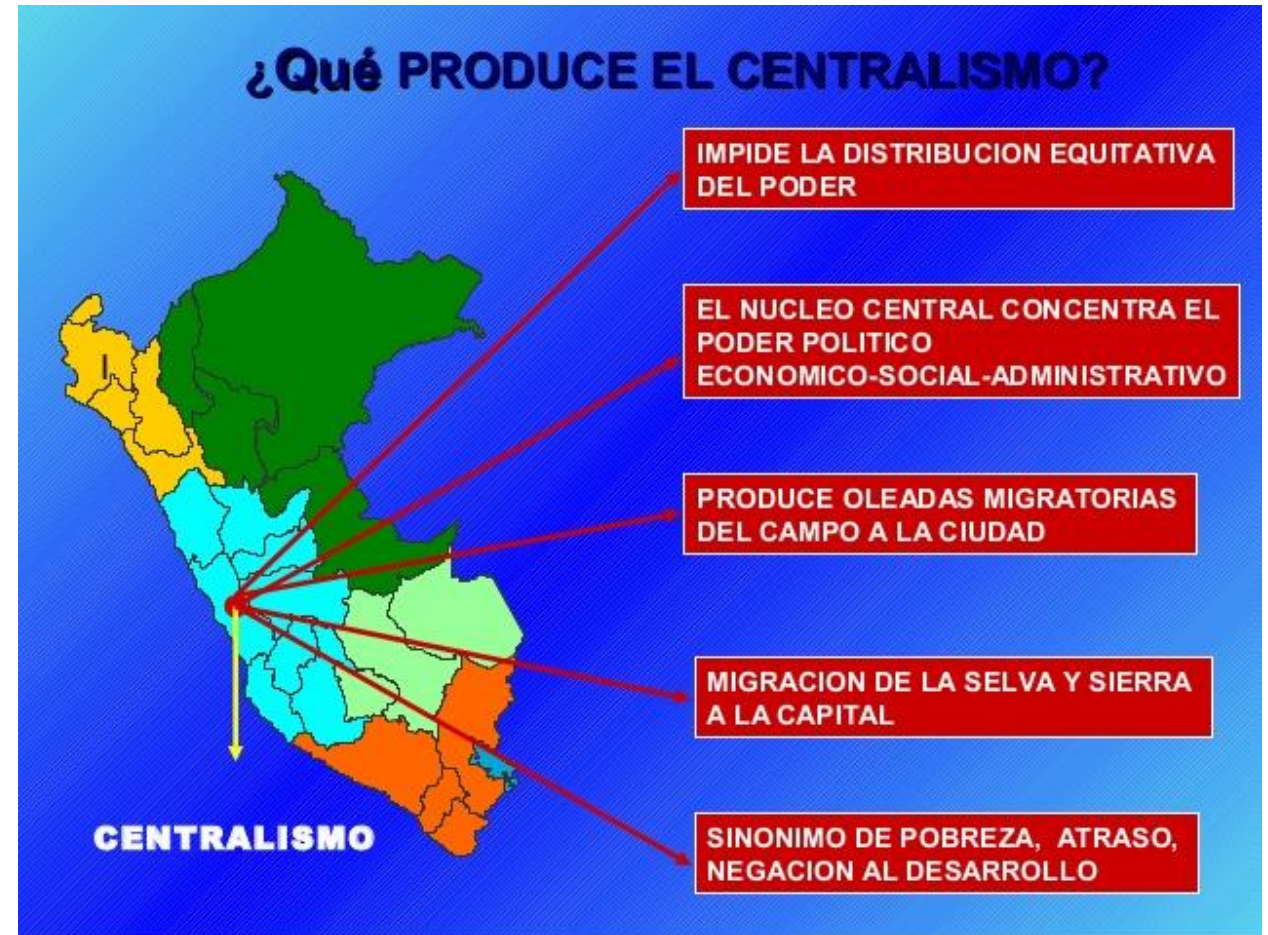 ¿Qué PRODUCE EL CENTRALISMO?
IMPIDE LA DISTRIBUCION EQUITATIVA
DEL PODER
EL NUCLEO CENTRAL CONCENTRA EL
PODER POLITICO
ECONOMICO-SOCIAL-ADMINISTRATIVO
I
PRODUCE OLEADAS MIGRATORIAS
DEL CAMPO A LA CIUDAD
MIGRACION DE LA SELVA Y SIERRA
A LA CAPITAL
CENTRALISMO
SINONIMO DE POBREZA, ATRASO,
NEGACION AL DESARROLLO